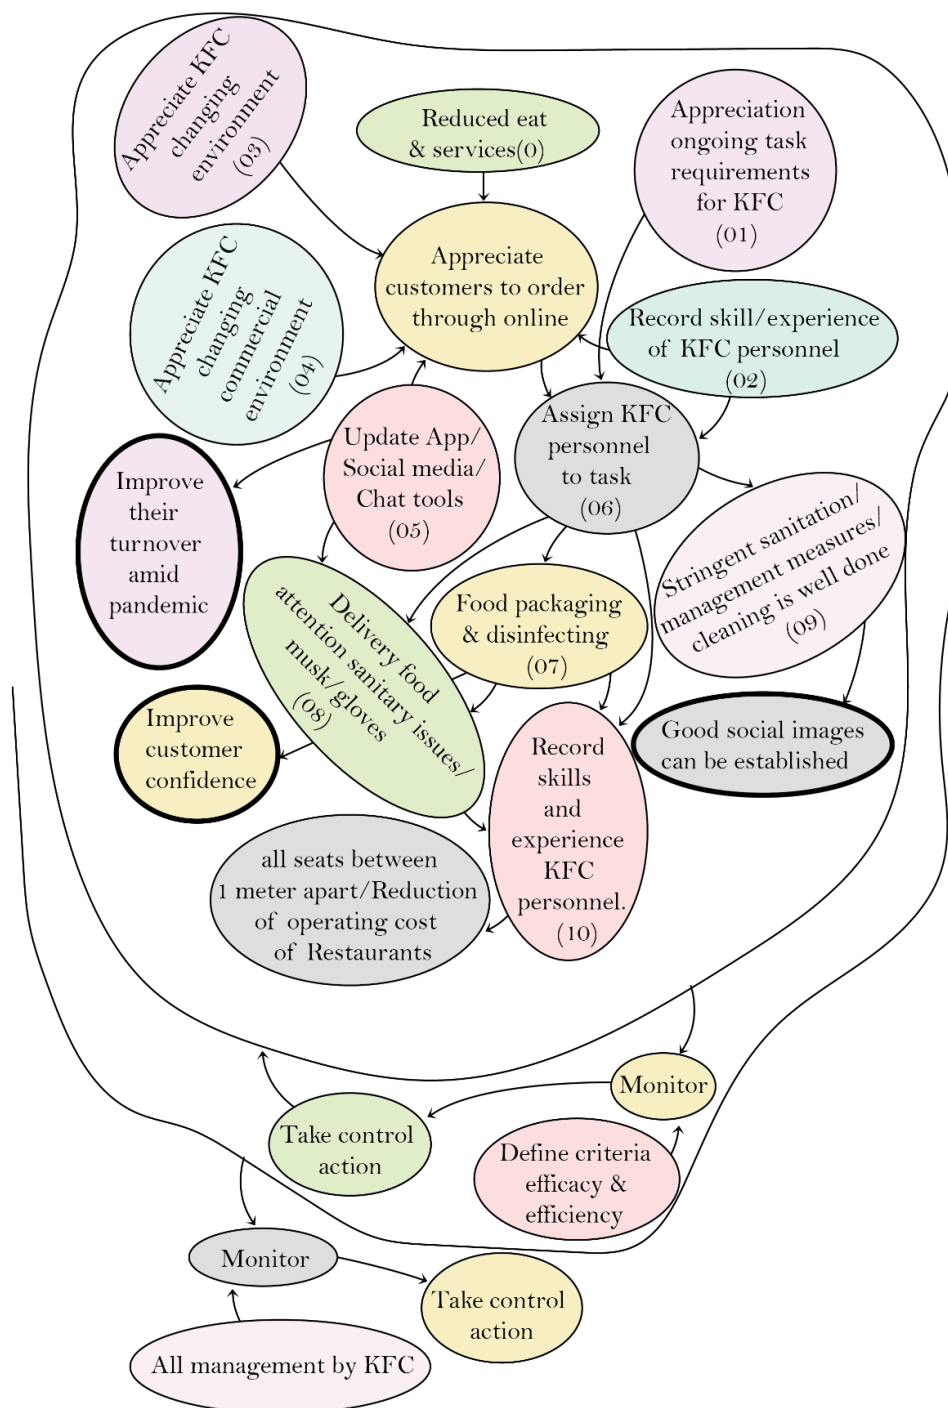 Appreciate KFC
changing
environment
(03)
Reduced eat
& services(0)
Appreciation
ongoing task
requirements
for KFC
(01)
Appreciate
customers to order
through online
Appreciate KFC
changing
commercial
environment
(04)
Record skill/experience
of KFC personnel
(02)
Update App/
Social media/
Chat tools
(05)
Assign KFC
personnel
to task
(06)
Improve
their
turnover
amid
pandemic
Stringent sanitation/
management measures/
cleaning is well done
(09)
Delivery food
attention sanitary issues/
musk/gloves
(08)
Food packaging
& disinfecting
(07)
Improve
customer
confidence
Good social images
can be established
Record
skills
and
experience
KFC
personnel.
(10)
all seats between
1 meter apart/Reduction
of operating cost
of Restaurants
Monitor
Take control
action
Define criteria
efficacy &
efficiency
Monitor
Take control
action
All management by KFC